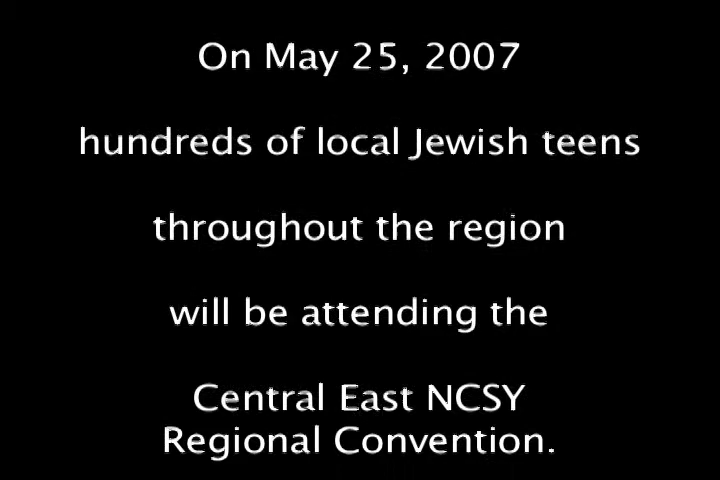 On May 25, 2007
hundreds of local Jewish teens
throughout the region
will be attending the
Central East NCSY
Regional Convention.